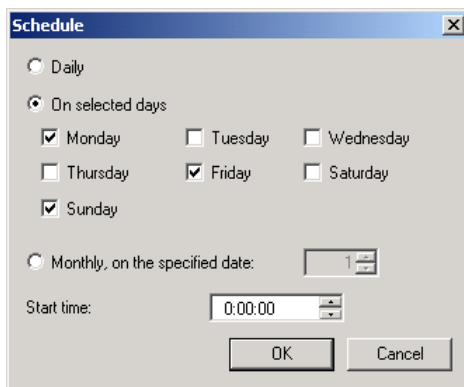 Schedule
Daily
On selected days
Monday Tuesday Wednesday
Thursday Friday Saturday
Sunday
Monthly, on the specified date: 1
Start time: 0:00:00
OK Cancel